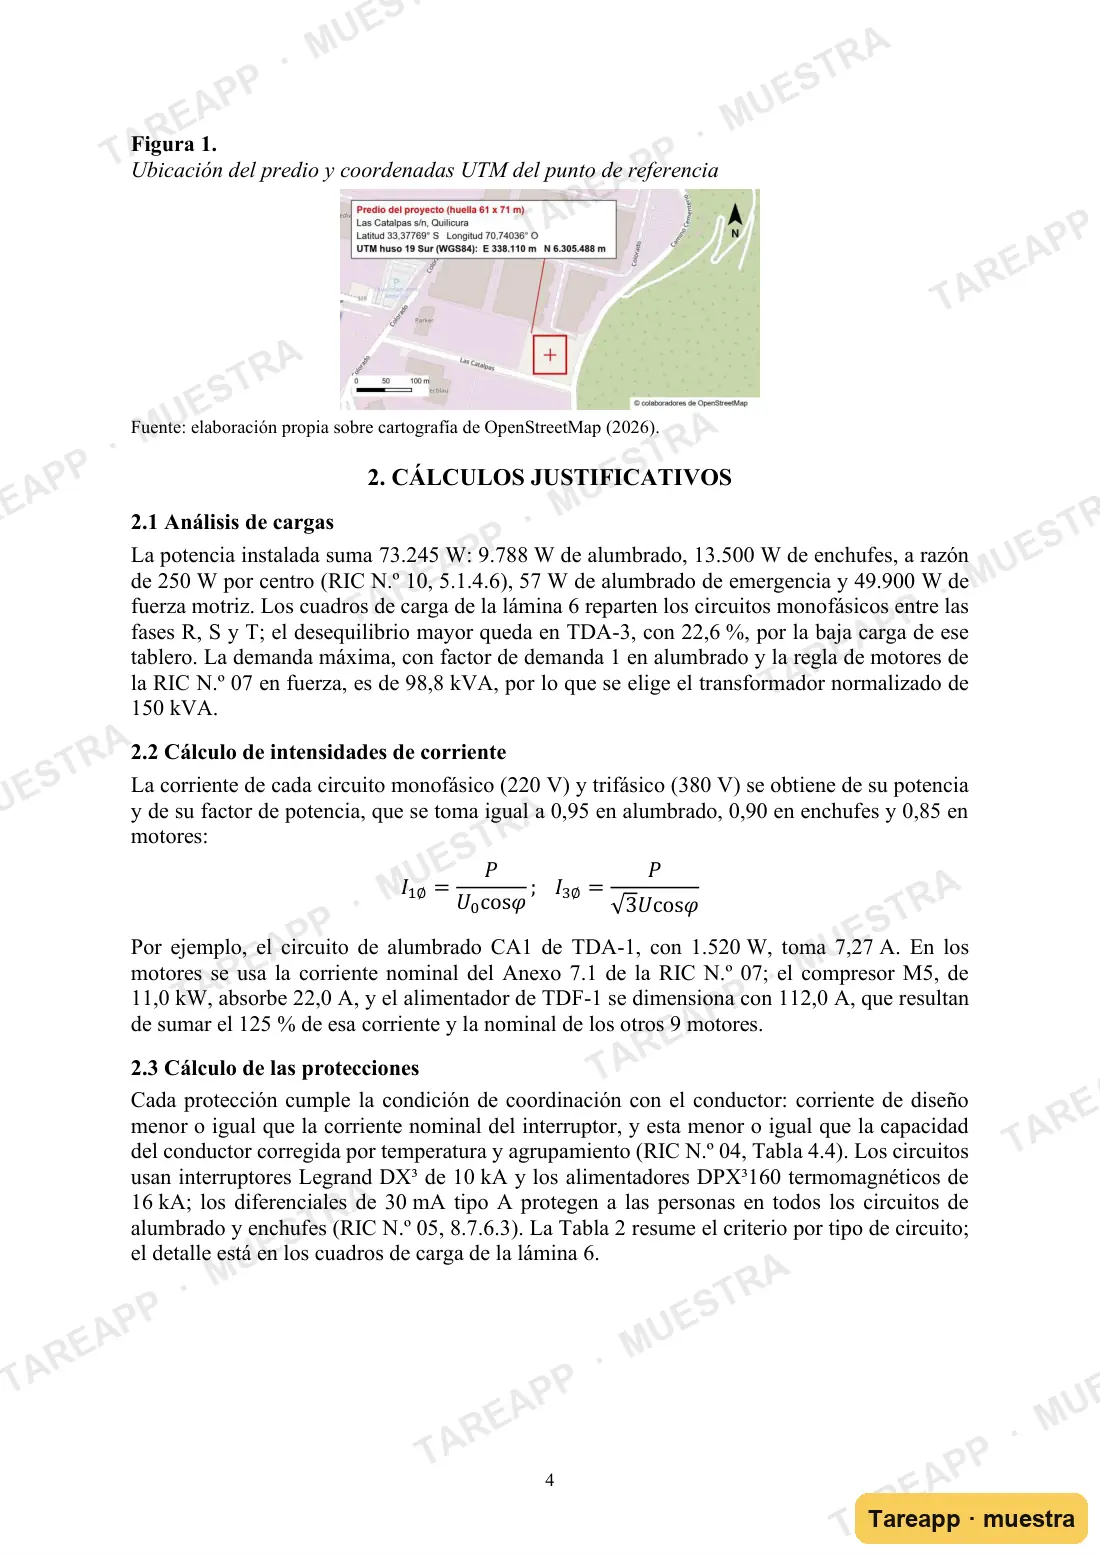 Figura 1.
Ubicación del predio y coordenadas UTM del punto de referencia
Predio del proyecto (huella 61 x 71 m)
Las Catalpas s/n, Quilicura
Latitud 33,37769° S Longitud 70,74036° O
UTM huso 19 Sur (WGS84): E 338.110 m N 6.305.488 m
N
Camino Cementerio
Colorado
Colorado
Parker
Las Catalpas
Colorado
0 50 100 m
© colaboradores de OpenStreetMap
Fuente: elaboración propia sobre cartografía de OpenStreetMap (2026).
2. CÁLCULOS JUSTIFICATIVOS
2.1 Análisis de cargas
La potencia instalada suma 73.245 W: 9.788 W de alumbrado, 13.500 W de enchufes, a razón
de 250 W por centro (RIC N.º 10, 5.1.4.6), 57 W de alumbrado de emergencia y 49.900 W de
fuerza motriz. Los cuadros de carga de la lámina 6 reparten los circuitos monofásicos entre las
fases R, S y T; el desequilibrio mayor queda en TDA-3, con 22,6 %, por la baja carga de ese
tablero. La demanda máxima, con factor de demanda 1 en alumbrado y la regla de motores de
la RIC N.º 07 en fuerza, es de 98,8 kVA, por lo que se elige el transformador normalizado de
150 kVA.
2.2 Cálculo de intensidades de corriente
La corriente de cada circuito monofásico (220 V) y trifásico (380 V) se obtiene de su potencia
y de su factor de potencia, que se toma igual a 0,95 en alumbrado, 0,90 en enchufes y 0,85 en
motores:
I₁∅ = P / U₀cosφ ; I₃∅ = P / √3Ucosφ
Por ejemplo, el circuito de alumbrado CA1 de TDA-1, con 1.520 W, toma 7,27 A. En los
motores se usa la corriente nominal del Anexo 7.1 de la RIC N.º 07; el compresor M5, de
11,0 kW, absorbe 22,0 A, y el alimentador de TDF-1 se dimensiona con 112,0 A, que resultan
de sumar el 125 % de esa corriente y la nominal de los otros 9 motores.
2.3 Cálculo de las protecciones
Cada protección cumple la condición de coordinación con el conductor: corriente de diseño
menor o igual que la corriente nominal del interruptor, y esta menor o igual que la capacidad
del conductor corregida por temperatura y agrupamiento (RIC N.º 04, Tabla 4.4). Los circuitos
usan interruptores Legrand DX³ de 10 kA y los alimentadores DPX³160 termomagnéticos de
16 kA; los diferenciales de 30 mA tipo A protegen a las personas en todos los circuitos de
alumbrado y enchufes (RIC N.º 05, 8.7.6.3). La Tabla 2 resume el criterio por tipo de circuito;
el detalle está en los cuadros de carga de la lámina 6.
4
TAREAPP · MUESTRA
Tareapp · muestra